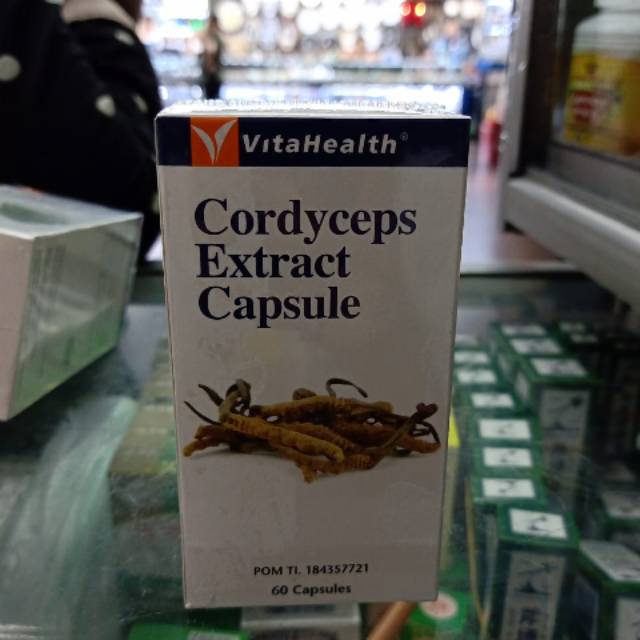 VitaHealth®
Cordyceps
Extract
Capsule
POM TI. 184357721
60 Capsules